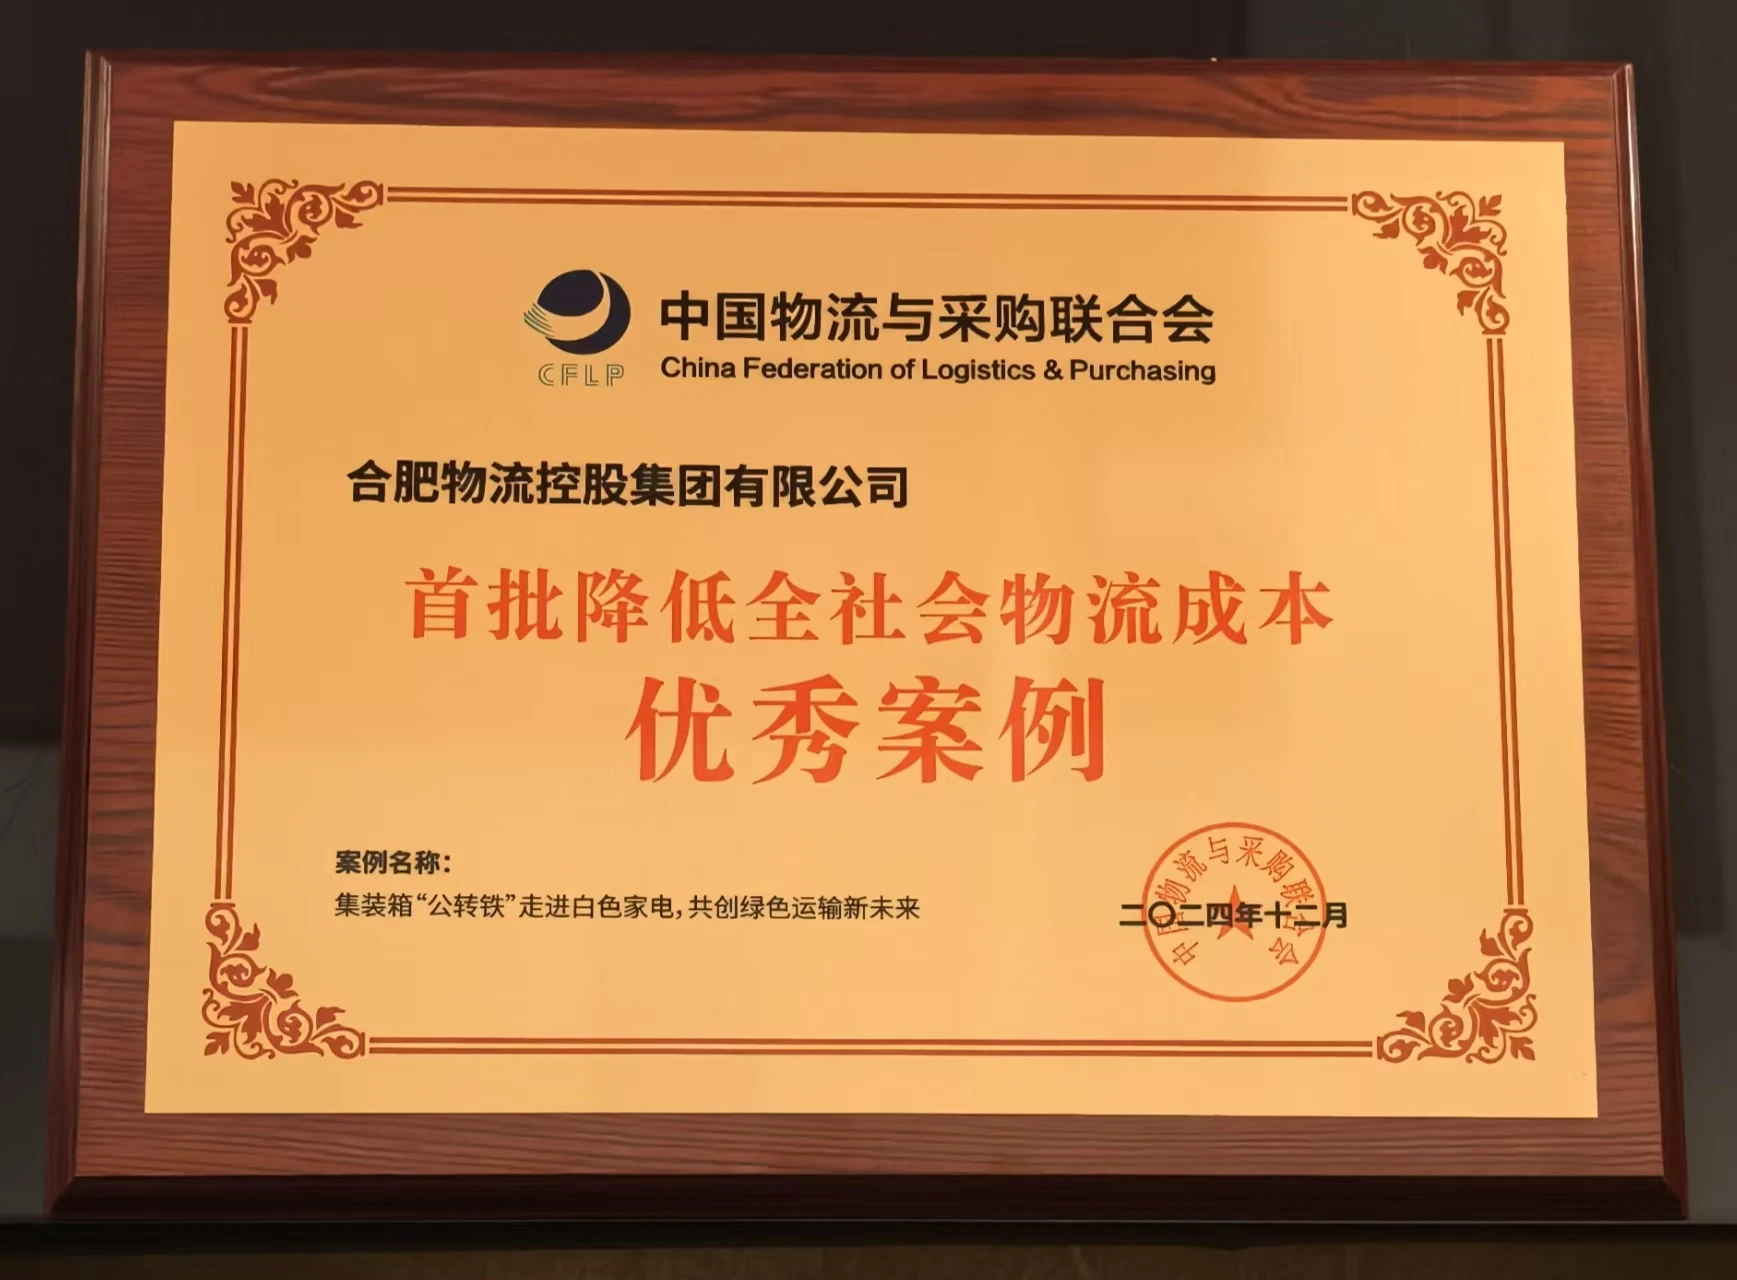 中国物流与采购联合会
CFLP
China Federation of Logistics & Purchasing
合肥物流控股集团有限公司
首批降低全社会物流成本
优秀案例
案例名称：
集装箱“公转铁”走进白色家电，共创绿色运输新未来
中国物流与采购联合会
二〇二四年十二月